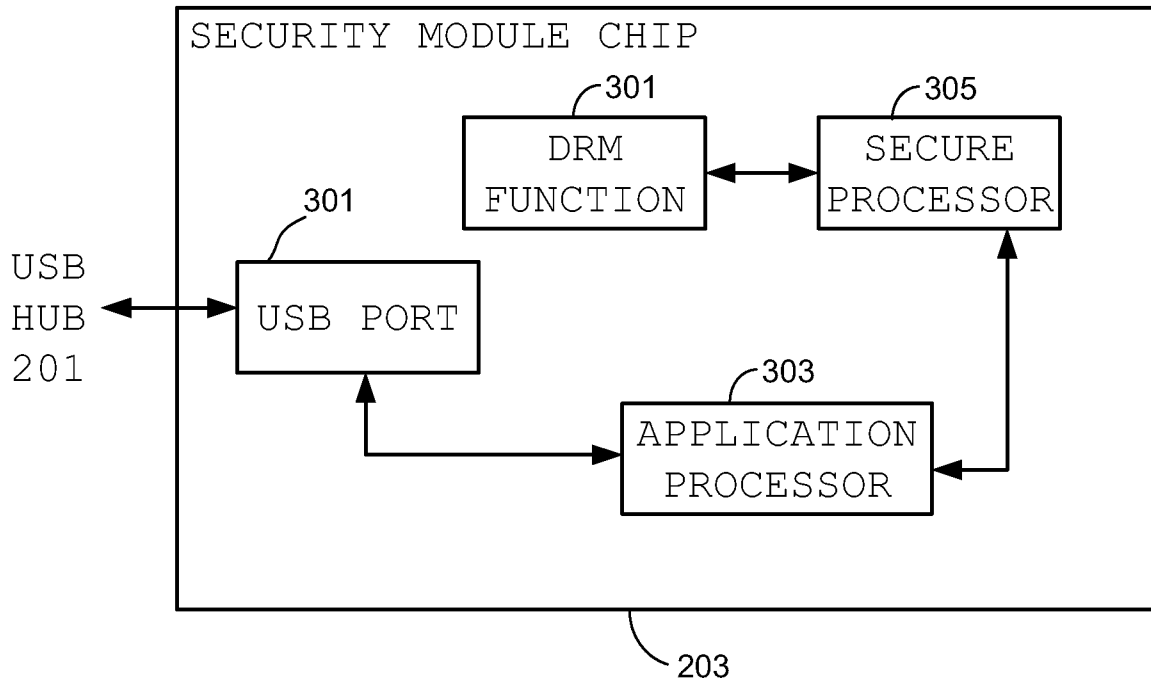 SECURITY MODULE CHIP
301
305
DRM
FUNCTION
SECURE
PROCESSOR
301
USB
HUB
201
USB PORT
303
APPLICATION
PROCESSOR
203